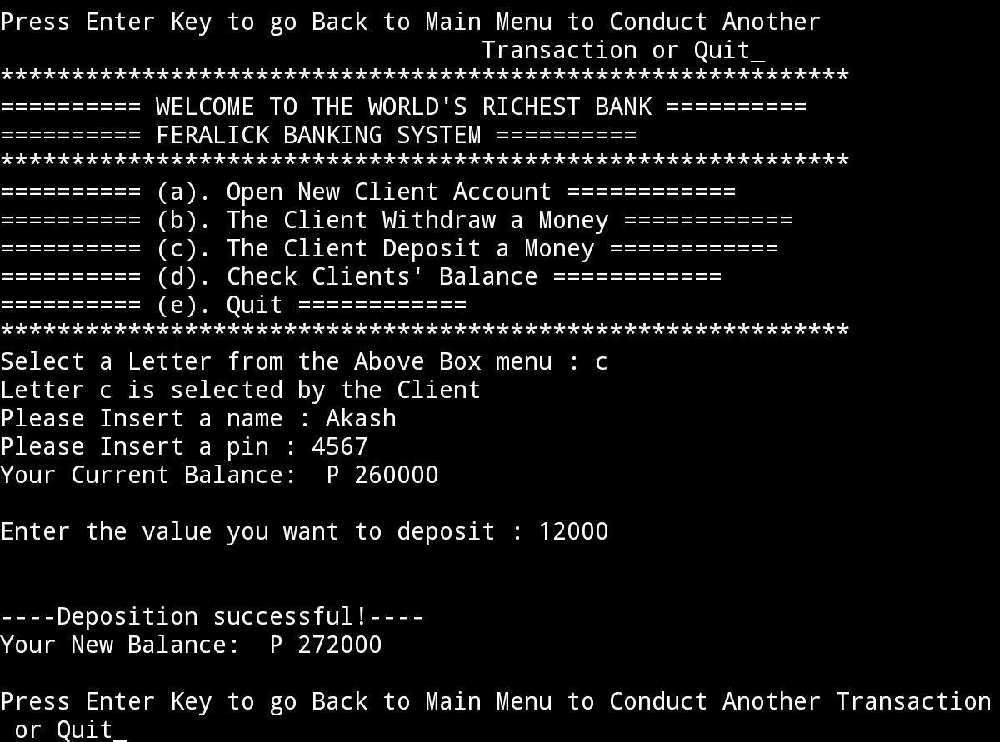 Press Enter Key to go Back to Main Menu to Conduct Another
Transaction or Quit_
************************************************************
========== WELCOME TO THE WORLD'S RICHEST BANK ==========
========== FERALICK BANKING SYSTEM ==========
************************************************************
========== (a). Open New Client Account ============
========== (b). The Client Withdraw a Money ============
========== (c). The Client Deposit a Money ============
========== (d). Check Clients' Balance ============
========== (e). Quit ============
************************************************************
Select a Letter from the Above Box menu : c
Letter c is selected by the Client
Please Insert a name : Akash
Please Insert a pin : 4567
Your Current Balance:  P 260000
Enter the value you want to deposit : 12000
----Deposition successful!----
Your New Balance:  P 272000
Press Enter Key to go Back to Main Menu to Conduct Another Transaction
or Quit_